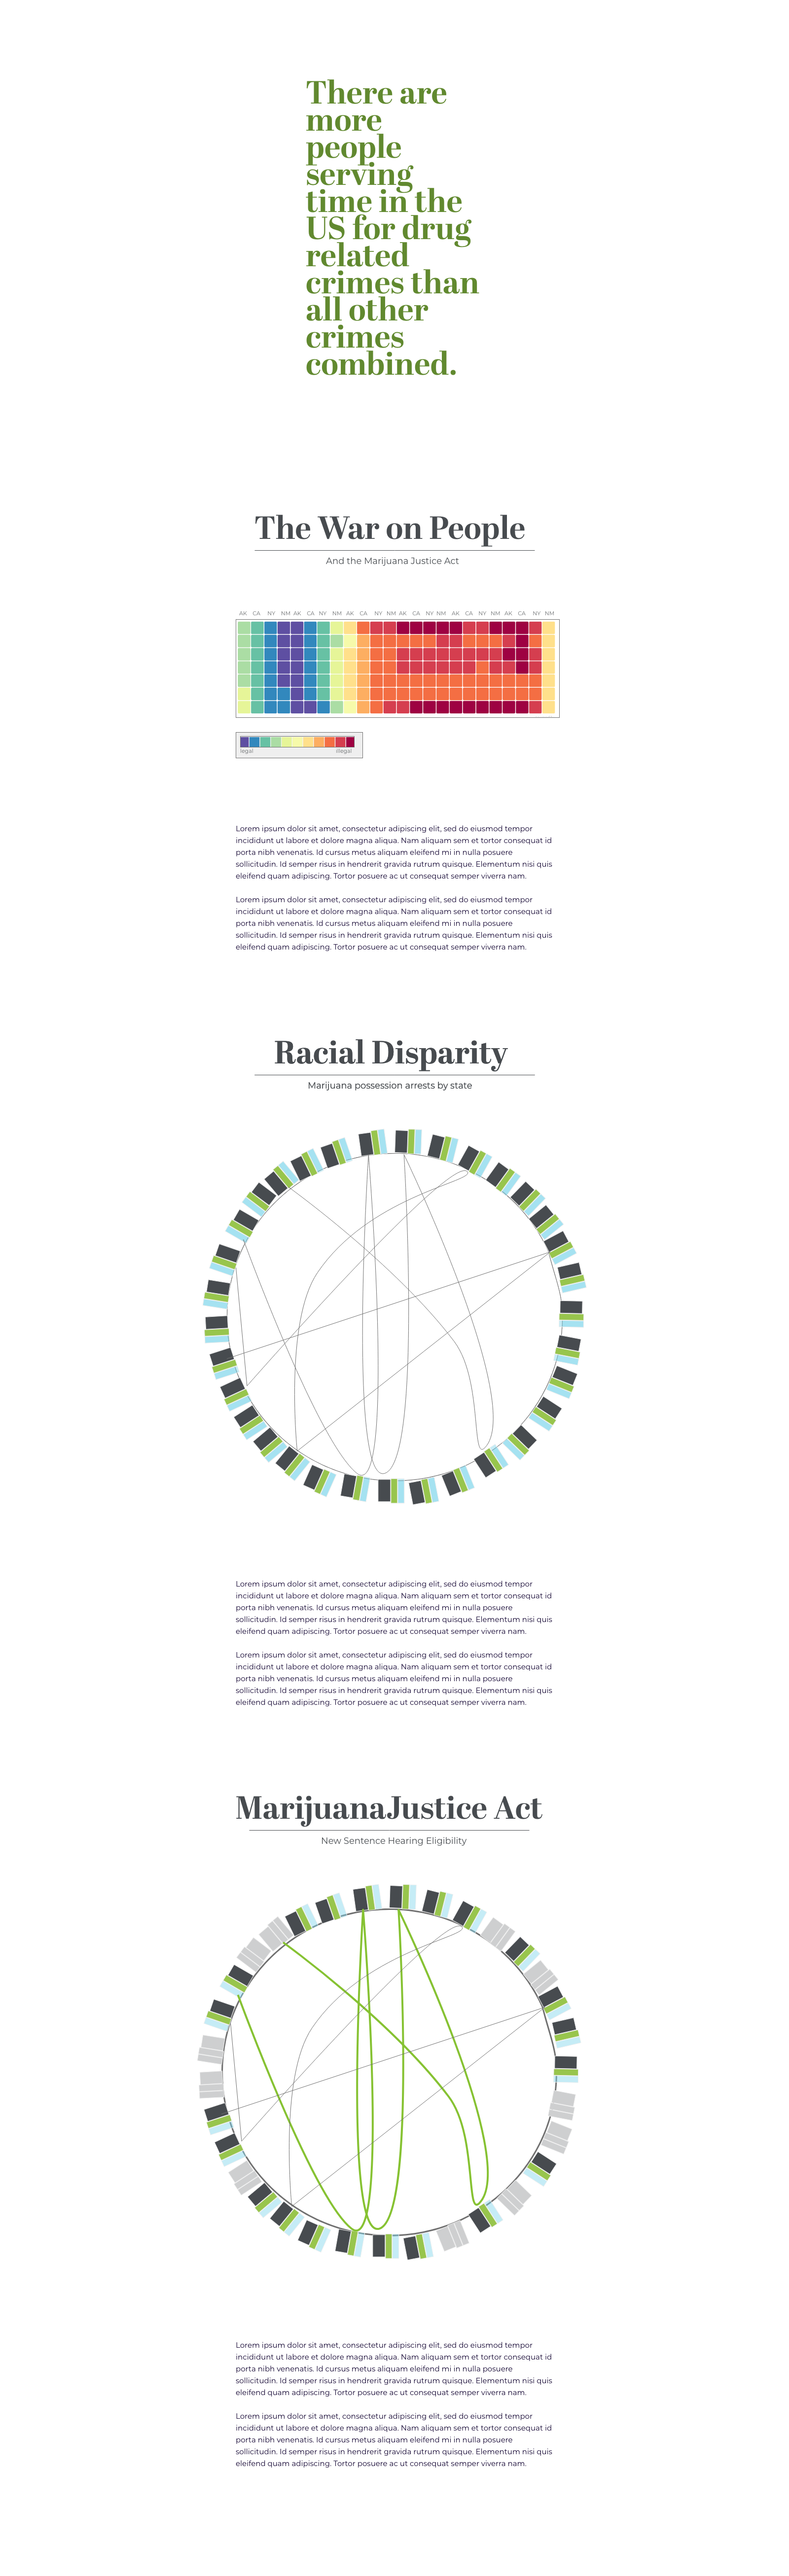 There are
more
people
serving
time in the
US for drug
related
crimes than
all other
crimes
combined.
The War on People
And the Marijuana Justice Act
AK CA NY NM AK CA NY NM AK CA NY NM AK CA NY NM AK CA NY NM AK CA NY NM
legal illegal
Lorem ipsum dolor sit amet, consectetur adipiscing elit, sed do eiusmod tempor
incididunt ut labore et dolore magna aliqua. Nam aliquam sem et tortor consequat id
porta nibh venenatis. Id cursus metus aliquam eleifend mi in nulla posuere
sollicitudin. Id semper risus in hendrerit gravida rutrum quisque. Elementum nisi quis
eleifend quam adipiscing. Tortor posuere ac ut consequat semper viverra nam.
Lorem ipsum dolor sit amet, consectetur adipiscing elit, sed do eiusmod tempor
incididunt ut labore et dolore magna aliqua. Nam aliquam sem et tortor consequat id
porta nibh venenatis. Id cursus metus aliquam eleifend mi in nulla posuere
sollicitudin. Id semper risus in hendrerit gravida rutrum quisque. Elementum nisi quis
eleifend quam adipiscing. Tortor posuere ac ut consequat semper viverra nam.
Racial Disparity
Marijuana possession arrests by state
Lorem ipsum dolor sit amet, consectetur adipiscing elit, sed do eiusmod tempor
incididunt ut labore et dolore magna aliqua. Nam aliquam sem et tortor consequat id
porta nibh venenatis. Id cursus metus aliquam eleifend mi in nulla posuere
sollicitudin. Id semper risus in hendrerit gravida rutrum quisque. Elementum nisi quis
eleifend quam adipiscing. Tortor posuere ac ut consequat semper viverra nam.
Lorem ipsum dolor sit amet, consectetur adipiscing elit, sed do eiusmod tempor
incididunt ut labore et dolore magna aliqua. Nam aliquam sem et tortor consequat id
porta nibh venenatis. Id cursus metus aliquam eleifend mi in nulla posuere
sollicitudin. Id semper risus in hendrerit gravida rutrum quisque. Elementum nisi quis
eleifend quam adipiscing. Tortor posuere ac ut consequat semper viverra nam.
MarijuanaJustice Act
New Sentence Hearing Eligibility
Lorem ipsum dolor sit amet, consectetur adipiscing elit, sed do eiusmod tempor
incididunt ut labore et dolore magna aliqua. Nam aliquam sem et tortor consequat id
porta nibh venenatis. Id cursus metus aliquam eleifend mi in nulla posuere
sollicitudin. Id semper risus in hendrerit gravida rutrum quisque. Elementum nisi quis
eleifend quam adipiscing. Tortor posuere ac ut consequat semper viverra nam.
Lorem ipsum dolor sit amet, consectetur adipiscing elit, sed do eiusmod tempor
incididunt ut labore et dolore magna aliqua. Nam aliquam sem et tortor consequat id
porta nibh venenatis. Id cursus metus aliquam eleifend mi in nulla posuere
sollicitudin. Id semper risus in hendrerit gravida rutrum quisque. Elementum nisi quis
eleifend quam adipiscing. Tortor posuere ac ut consequat semper viverra nam.